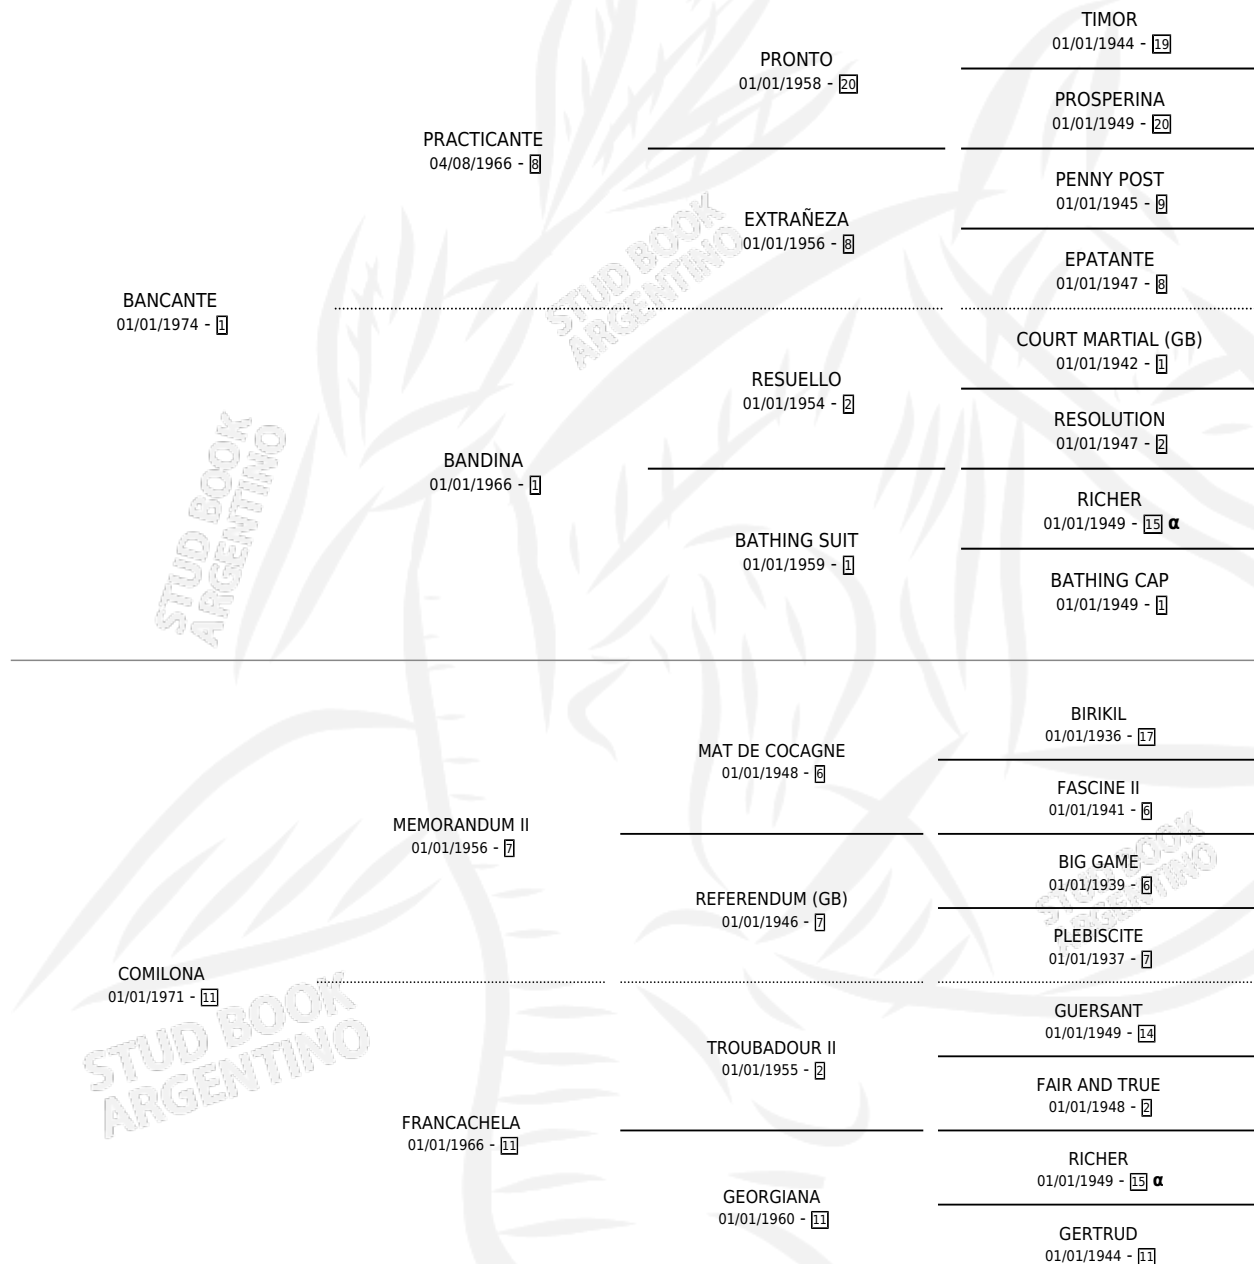 TIMOR
01/01/1944 - 19
PRONTO
01/01/1958 - 20
PROSPERINA
01/01/1949 - 20
PRACTICANTE
04/08/1966 - 8
PENNY POST
01/01/1945 - 9
EXTRAÑEZA
01/01/1956 - 8
EPATANTE
01/01/1947 - 8
BANCANTE
01/01/1974 - 1
COURT MARTIAL (GB)
01/01/1942 - 1
RESUELLO
01/01/1954 - 2
RESOLUTION
01/01/1947 - 2
BANDINA
01/01/1966 - 1
RICHER
01/01/1949 - 15 α
BATHING SUIT
01/01/1959 - 1
BATHING CAP
01/01/1949 - 1
STUD BOOK
ARGENTINO
STUD BOOK
ARGENTINO
BIRIKIL
01/01/1936 - 17
MAT DE COCAGNE
01/01/1948 - 6
FASCINE II
01/01/1941 - 6
MEMORANDUM II
01/01/1956 - 7
BIG GAME
01/01/1939 - 6
REFERENDUM (GB)
01/01/1946 - 7
PLEBISCITE
01/01/1937 - 7
COMILONA
01/01/1971 - 11
GUERSANT
01/01/1949 - 14
TROUBADOUR II
01/01/1955 - 2
FAIR AND TRUE
01/01/1948 - 2
FRANCACHELA
01/01/1966 - 11
RICHER
01/01/1949 - 15 α
GEORGIANA
01/01/1960 - 11
GERTRUD
01/01/1944 - 11
STUD BOOK
ARGENTINO
STUD BOOK
ARGENTINO